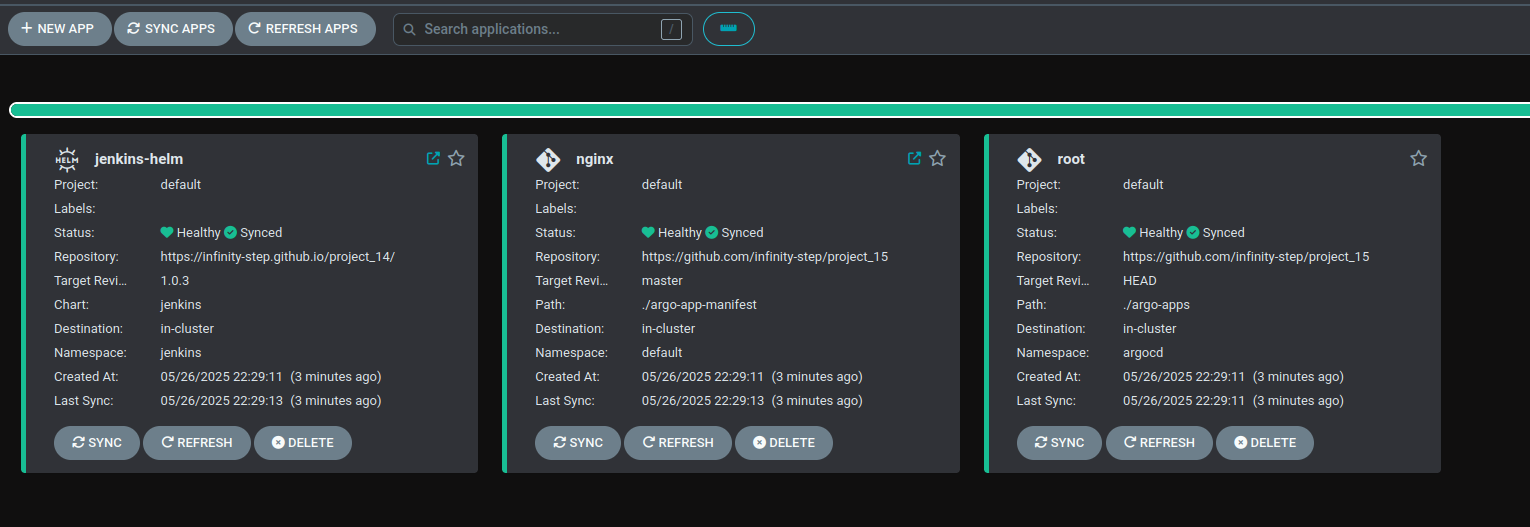 NEW APP SYNC APPS REFRESH APPS Search applications... /
HELM jenkins-helm
Project: default
Labels:
Status: Healthy Synced
Repository: https://infinity-step.github.io/project_14/
Target Revi... 1.0.3
Chart: jenkins
Destination: in-cluster
Namespace: jenkins
Created At: 05/26/2025 22:29:11 (3 minutes ago)
Last Sync: 05/26/2025 22:29:13 (3 minutes ago)
SYNC REFRESH DELETE
nginx
Project: default
Labels:
Status: Healthy Synced
Repository: https://github.com/infinity-step/project_15
Target Revi... master
Path: ./argo-app-manifest
Destination: in-cluster
Namespace: default
Created At: 05/26/2025 22:29:11 (3 minutes ago)
Last Sync: 05/26/2025 22:29:13 (3 minutes ago)
SYNC REFRESH DELETE
root
Project: default
Labels:
Status: Healthy Synced
Repository: https://github.com/infinity-step/project_15
Target Revi... HEAD
Path: ./argo-apps
Destination: in-cluster
Namespace: argocd
Created At: 05/26/2025 22:29:11 (3 minutes ago)
Last Sync: 05/26/2025 22:29:11 (3 minutes ago)
SYNC REFRESH DELETE